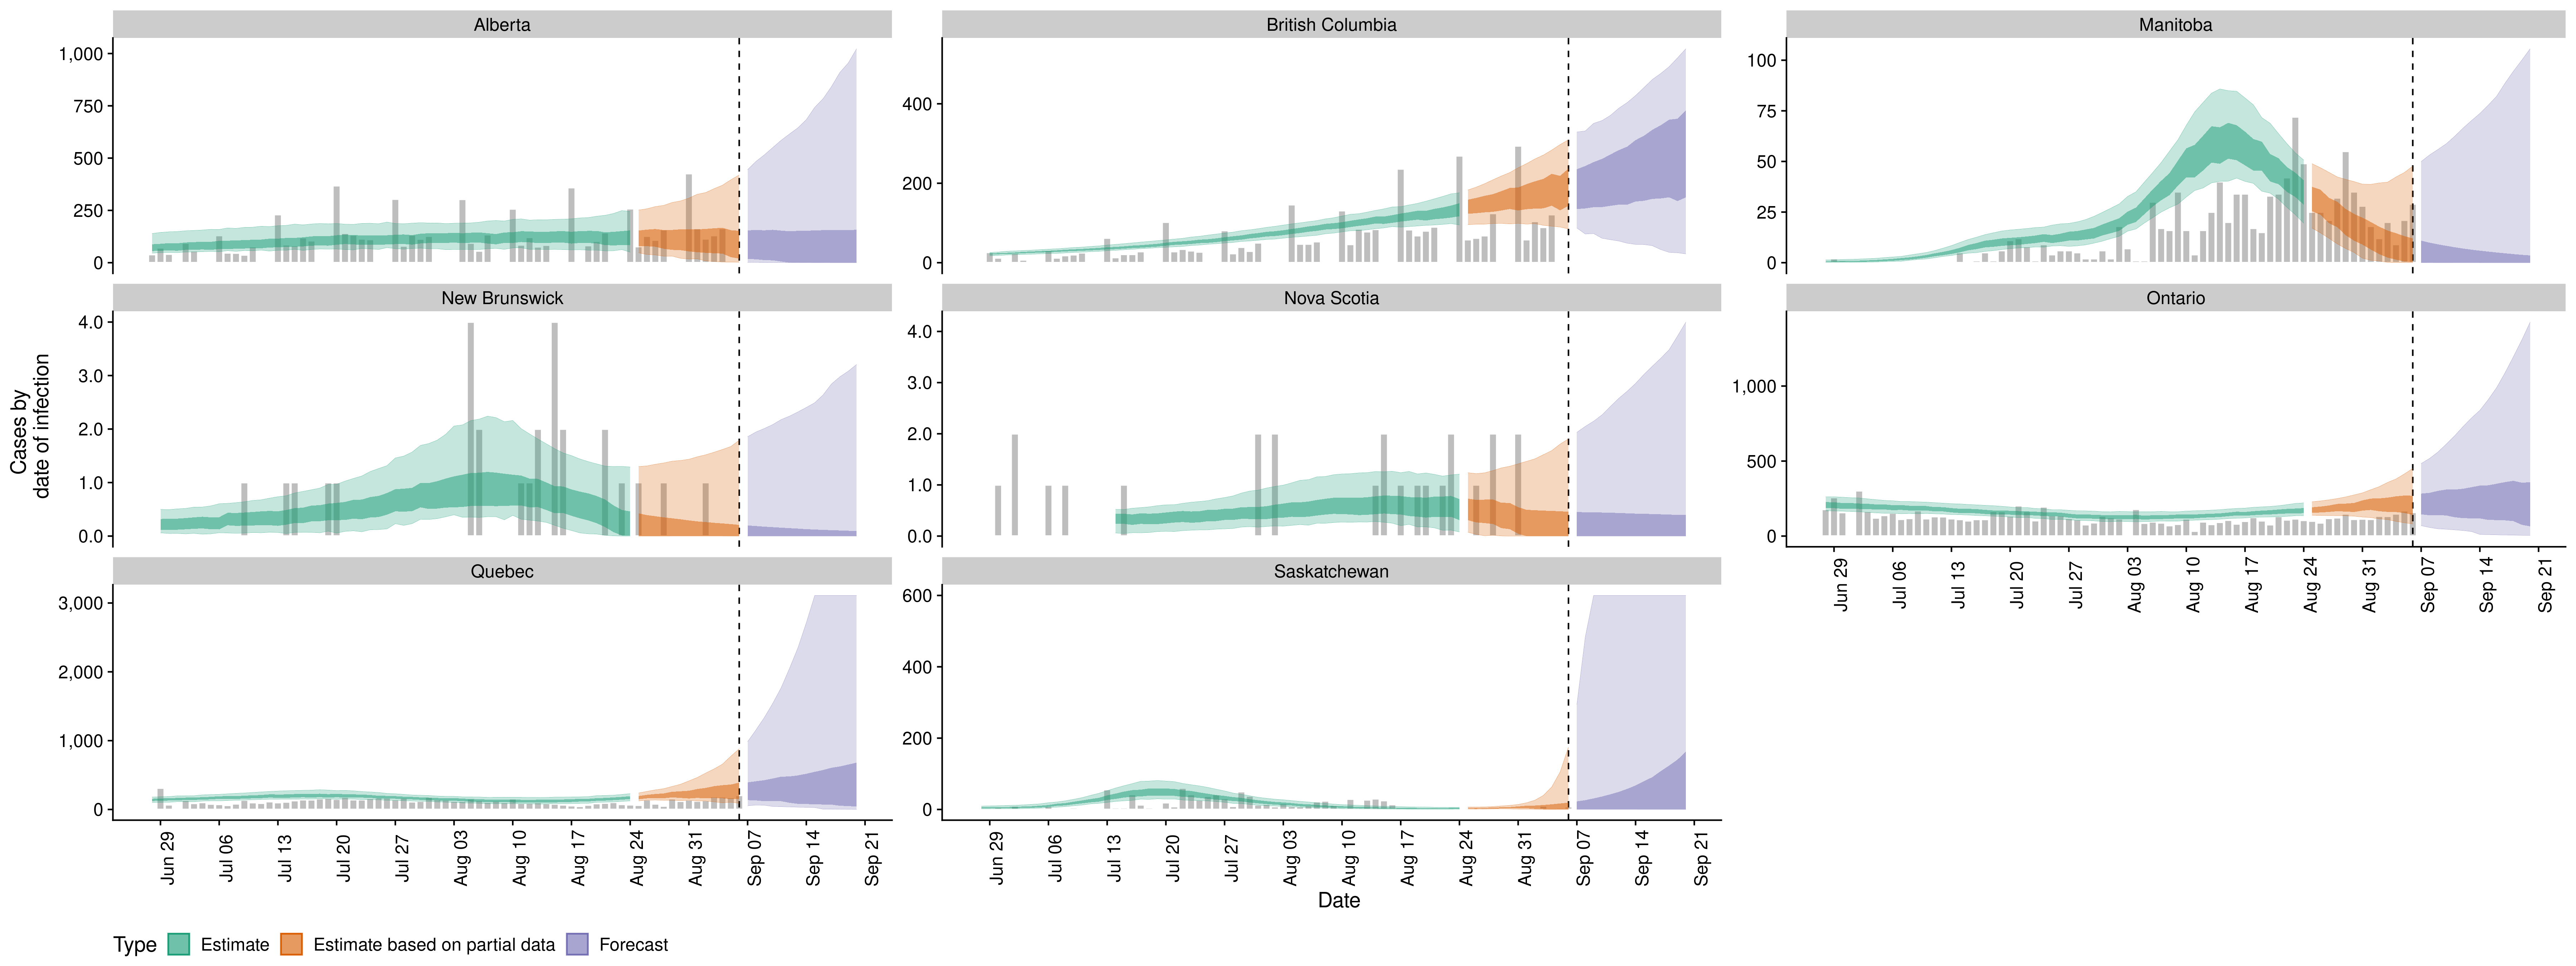 Alberta
British Columbia
Manitoba
1,000
750
500
250
0
400
200
0
100
75
50
25
0
New Brunswick
Nova Scotia
Ontario
4.0
3.0
2.0
1.0
0.0
4.0
3.0
2.0
1.0
0.0
1,000
500
0
Jun 29
Jul 06
Jul 13
Jul 20
Jul 27
Aug 03
Aug 10
Aug 17
Aug 24
Aug 31
Sep 07
Sep 14
Sep 21
Cases by
date of infection
Quebec
Saskatchewan
3,000
2,000
1,000
0
600
400
200
0
Jun 29
Jul 06
Jul 13
Jul 20
Jul 27
Aug 03
Aug 10
Aug 17
Aug 24
Aug 31
Sep 07
Sep 14
Sep 21
Jun 29
Jul 06
Jul 13
Jul 20
Jul 27
Aug 03
Aug 10
Aug 17
Aug 24
Aug 31
Sep 07
Sep 14
Sep 21
Date
Type Estimate Estimate based on partial data Forecast